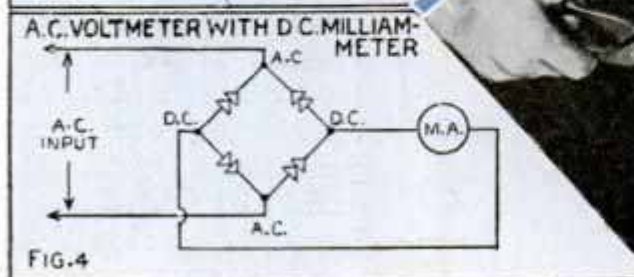 A.C. VOLTMETER WITH D C. MILLIAM-
METER
A-C
D.C.
D.C.
M.A.
A-C.
INPUT
A.C.
FIG.4